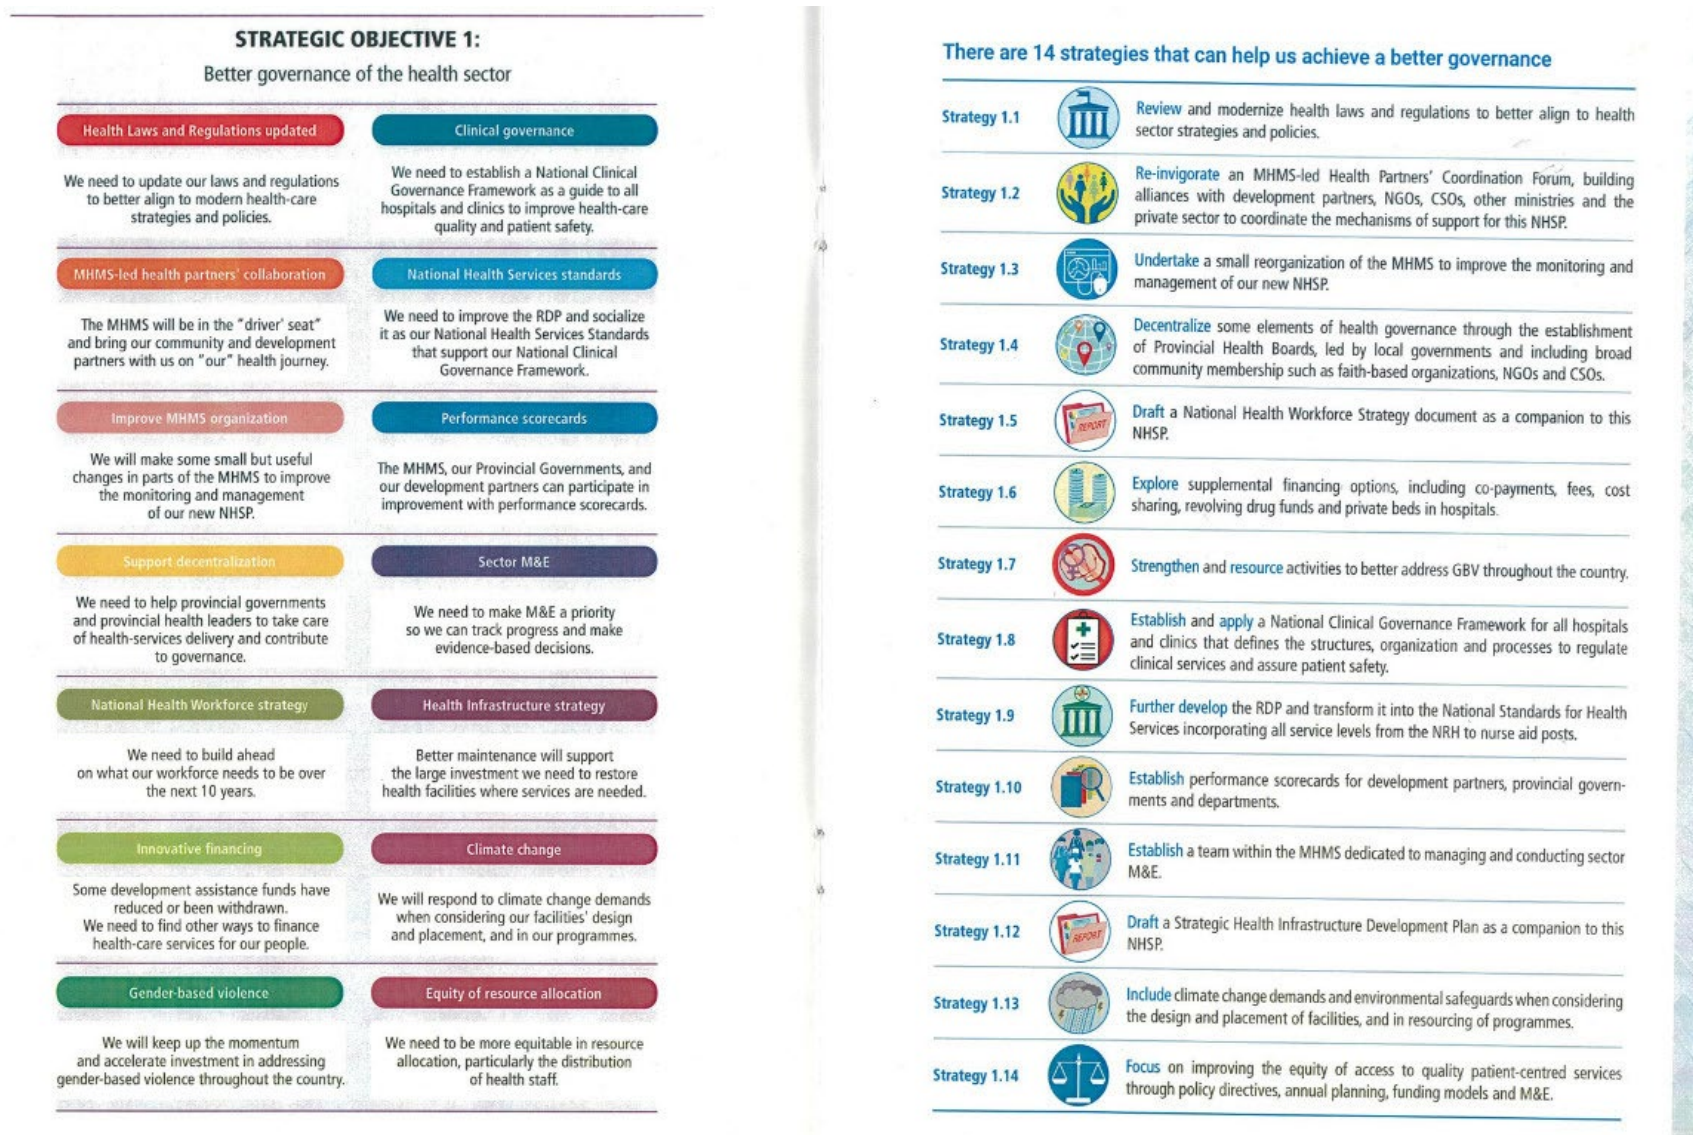 STRATEGIC OBJECTIVE 1:
Better governance of the health sector
Health Laws and Regulations updated
We need to update our laws and regulations
to better align to modern health-care
strategies and policies.
MHMS-led health partners' collaboration
The MHMS will be in the "driver' seat"
and bring our community and development
partners with us on "our" health journey.
Improve MHMS organization
We will make some small but useful
changes in parts of the MHMS to improve
the monitoring and management
of our new NHSP.
Support decentralization
We need to help provincial governments
and provincial health leaders to take care
of health-services delivery and contribute
to governance.
National Health Workforce strategy
We need to build ahead
on what our workforce needs to be over
the next 10 years.
Innovative financing
Some development assistance funds have
reduced or been withdrawn.
We need to find other ways to finance
health-care services for our people.
Gender-based violence
We will keep up the momentum
and accelerate investment in addressing
gender-based violence throughout the country.
Clinical governance
We need to establish a National Clinical
Governance Framework as a guide to all
hospitals and clinics to improve health-care
quality and patient safety.
National Health Services standards
We need to improve the RDP and socialize
it as our National Health Services Standards
that support our National Clinical
Governance Framework.
Performance scorecards
The MHMS, our Provincial Governments, and
our development partners can participate in
improvement with performance scorecards.
Sector M&E
We need to make M&E a priority
so we can track progress and make
evidence-based decisions.
Health Infrastructure strategy
Better maintenance will support
the large investment we need to restore
health facilities where services are needed.
Climate change
We will respond to climate change demands
when considering our facilities' design
and placement, and in our programmes.
Equity of resource allocation
We need to be more equitable in resource
allocation, particularly the distribution
of health staff.
There are 14 strategies that can help us achieve a better governance
Strategy 1.1
Review and modernize health laws and regulations to better align to health
sector strategies and policies.
Strategy 1.2
Re-invigorate an MHMS-led Health Partners' Coordination Forum, building
alliances with development partners, NGOs, CSOs, other ministries and the
private sector to coordinate the mechanisms of support for this NHSP.
Strategy 1.3
Undertake a small reorganization of the MHMS to improve the monitoring and
management of our new NHSP.
Strategy 1.4
Decentralize some elements of health governance through the establishment
of Provincial Health Boards, led by local governments and including broad
community membership such as faith-based organizations, NGOs and CSOs.
Strategy 1.5
REPORT
Draft a National Health Workforce Strategy document as a companion to this
NHSP.
Strategy 1.6
Explore supplemental financing options, including co-payments, fees, cost
sharing, revolving drug funds and private beds in hospitals.
Strategy 1.7
Strengthen and resource activities to better address GBV throughout the country.
Strategy 1.8
Establish and apply a National Clinical Governance Framework for all hospitals
and clinics that defines the structures, organization and processes to regulate
clinical services and assure patient safety.
Strategy 1.9
Further develop the RDP and transform it into the National Standards for Health
Services incorporating all service levels from the NRH to nurse aid posts.
Strategy 1.10
Establish performance scorecards for development partners, provincial govern-
ments and departments.
Strategy 1.11
Establish a team within the MHMS dedicated to managing and conducting sector
M&E.
Strategy 1.12
REPORT
Draft a Strategic Health Infrastructure Development Plan as a companion to this
NHSP.
Strategy 1.13
Include climate change demands and environmental safeguards when considering
the design and placement of facilities, and in resourcing of programmes.
Strategy 1.14
Focus on improving the equity of access to quality patient-centred services
through policy directives, annual planning, funding models and M&E.